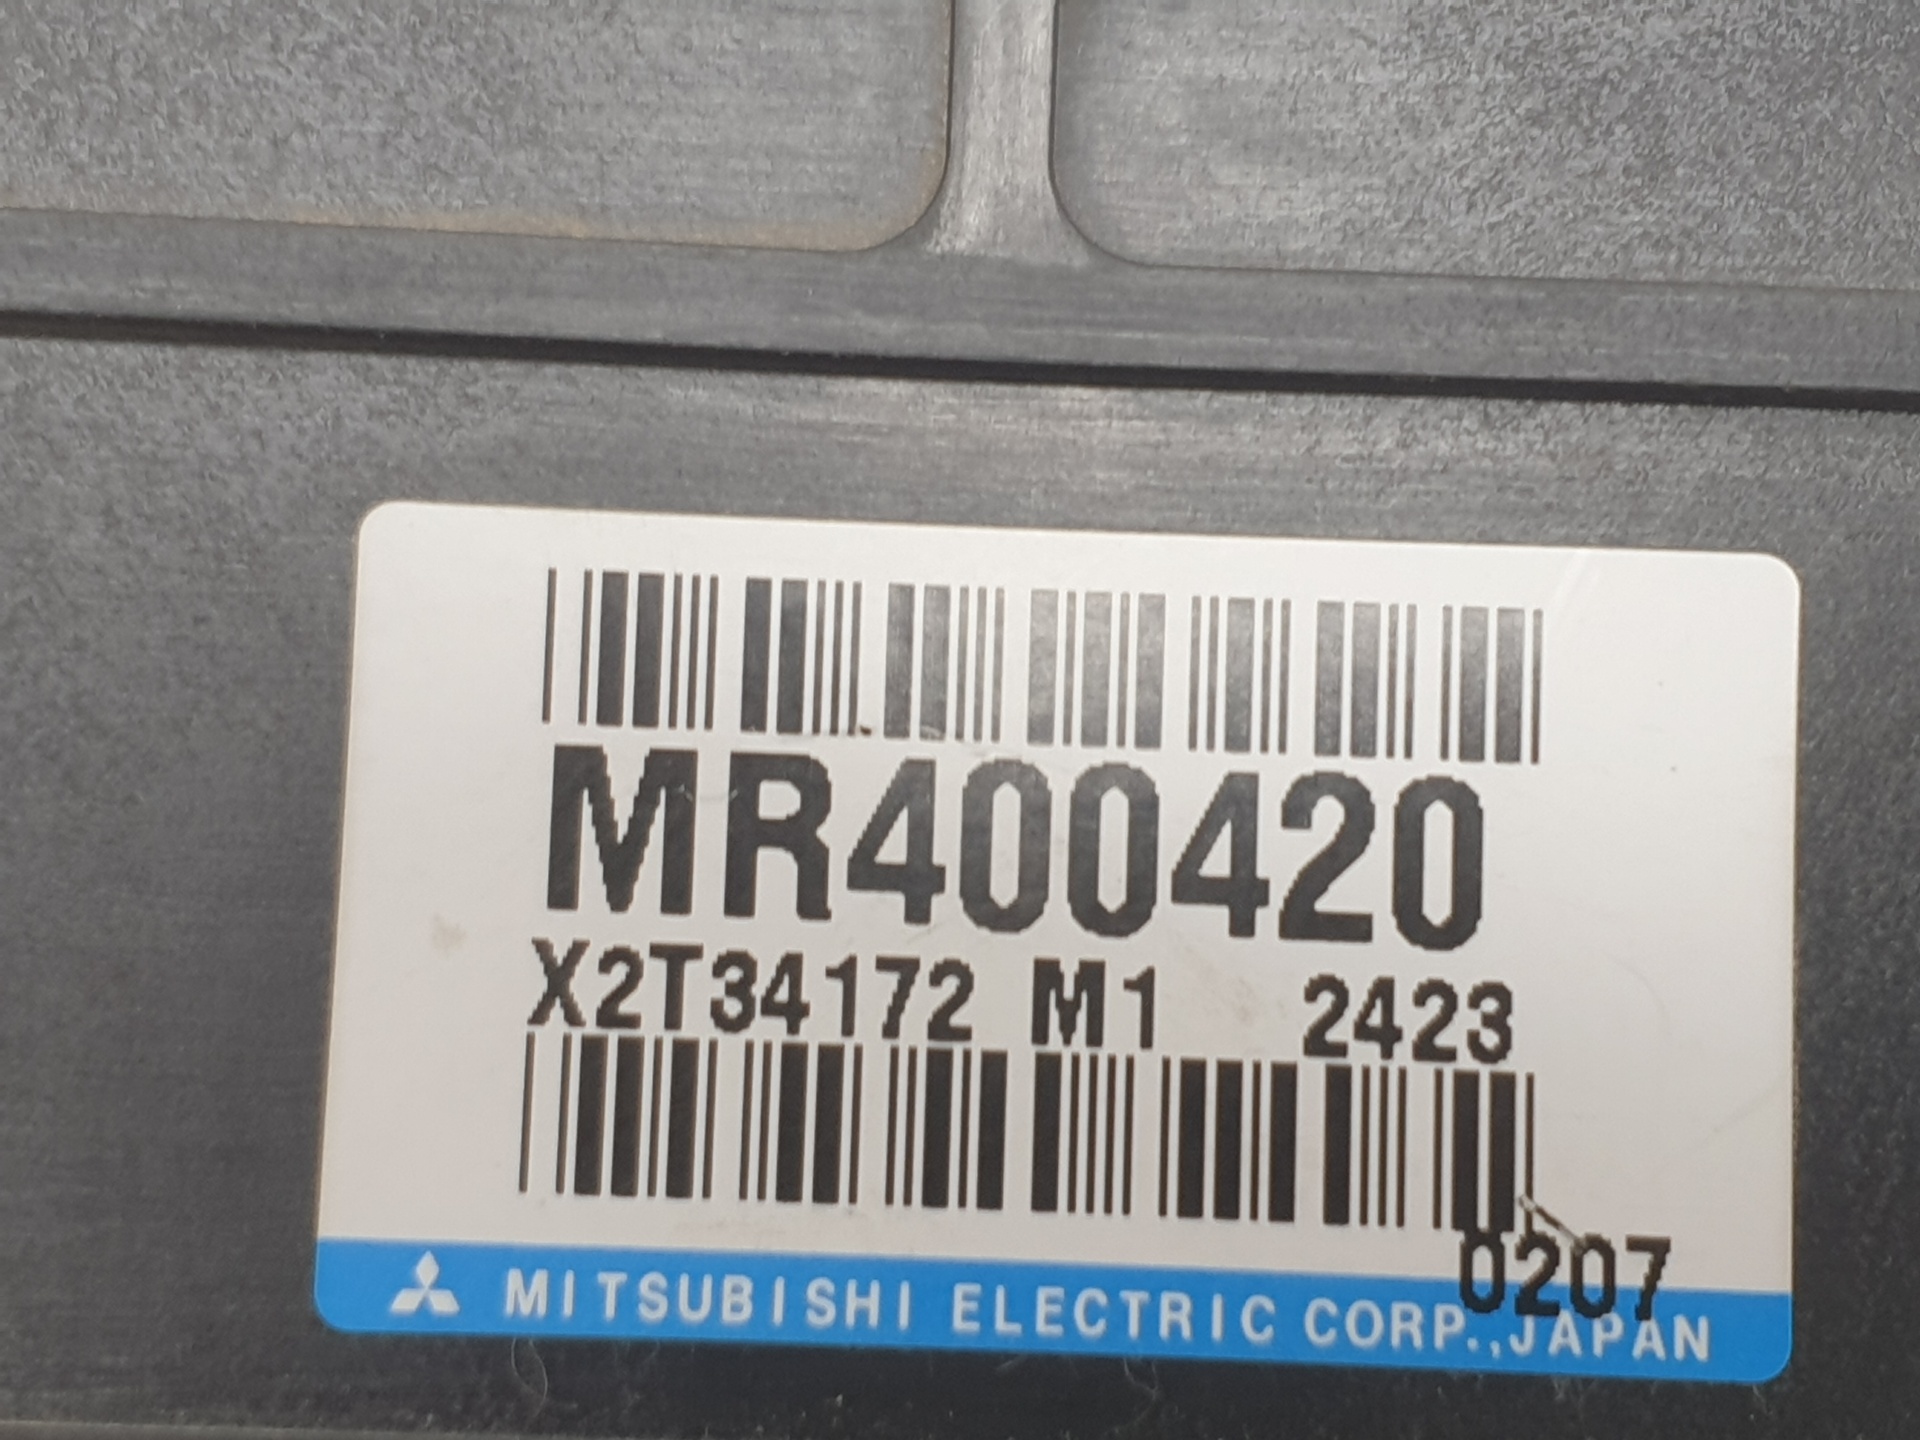 MR400420
X2T34172 M1 2423
0207
MITSUBISHI ELECTRIC CORP.,JAPAN